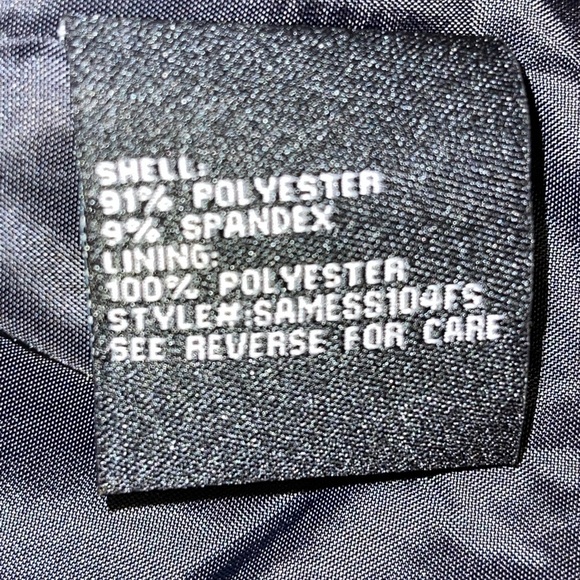 SHELL:
91% POLYESTER
9% SPANDEX
LINING:
100% POLYESTER
STYLE#:SAMESS104FS
SEE REVERSE FOR CARE